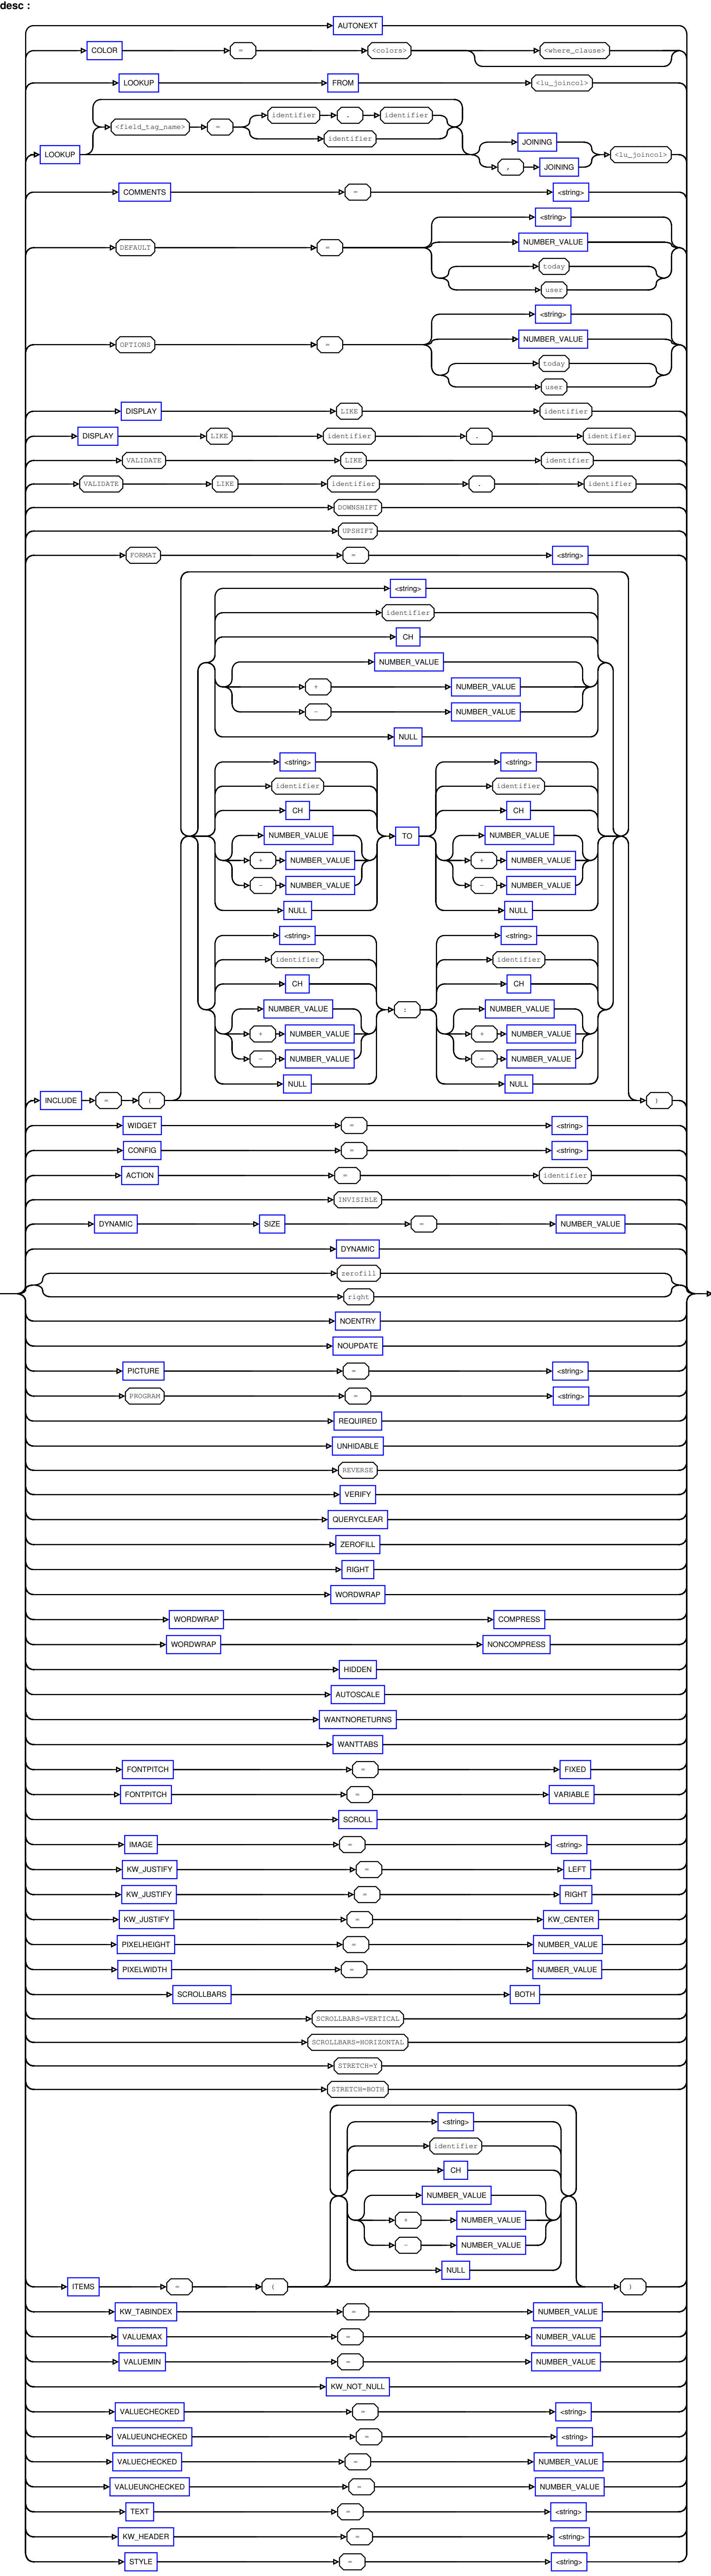 desc :
AUTONEXT
COLOR = <colors> <where_clause>
LOOKUP FROM <lu_joincol>
identifier . identifier
<field_tag_name> =
identifier
JOINING
LOOKUP <lu_joincol>
, JOINING
COMMENTS = <string>
<string>
NUMBER_VALUE
DEFAULT =
today
user
<string>
NUMBER_VALUE
OPTIONS =
today
user
DISPLAY LIKE identifier
DISPLAY LIKE identifier . identifier
VALIDATE LIKE identifier
VALIDATE LIKE identifier . identifier
DOWNSHIFT
UPSHIFT
FORMAT = <string>
<string>
identifier
CH
NUMBER_VALUE
+ NUMBER_VALUE
- NUMBER_VALUE
NULL
<string> <string>
identifier identifier
CH CH
NUMBER_VALUE TO NUMBER_VALUE
+ NUMBER_VALUE + NUMBER_VALUE
- NUMBER_VALUE - NUMBER_VALUE
NULL NULL
<string> <string>
identifier identifier
CH CH
NUMBER_VALUE : NUMBER_VALUE
+ NUMBER_VALUE + NUMBER_VALUE
- NUMBER_VALUE - NUMBER_VALUE
NULL NULL
INCLUDE = ( )
WIDGET = <string>
CONFIG = <string>
ACTION = identifier
INVISIBLE
DYNAMIC SIZE = NUMBER_VALUE
DYNAMIC
zerofill
right
NOENTRY
NOUPDATE
PICTURE = <string>
PROGRAM = <string>
REQUIRED
UNHIDABLE
REVERSE
VERIFY
QUERYCLEAR
ZEROFILL
RIGHT
WORDWRAP
WORDWRAP COMPRESS
WORDWRAP NONCOMPRESS
HIDDEN
AUTOSCALE
WANTNORETURNS
WANTTABS
FONTPITCH = FIXED
FONTPITCH = VARIABLE
SCROLL
IMAGE = <string>
KW_JUSTIFY = LEFT
KW_JUSTIFY = RIGHT
KW_JUSTIFY = KW_CENTER
PIXELHEIGHT = NUMBER_VALUE
PIXELWIDTH = NUMBER_VALUE
SCROLLBARS BOTH
SCROLLBARS=VERTICAL
SCROLLBARS=HORIZONTAL
STRETCH=Y
STRETCH=BOTH
<string>
identifier
CH
NUMBER_VALUE
+ NUMBER_VALUE
- NUMBER_VALUE
NULL
ITEMS = ( )
KW_TABINDEX = NUMBER_VALUE
VALUEMAX = NUMBER_VALUE
VALUEMIN = NUMBER_VALUE
KW_NOT_NULL
VALUECHECKED = <string>
VALUEUNCHECKED = <string>
VALUECHECKED = NUMBER_VALUE
VALUEUNCHECKED = NUMBER_VALUE
TEXT = <string>
KW_HEADER = <string>
STYLE = <string>